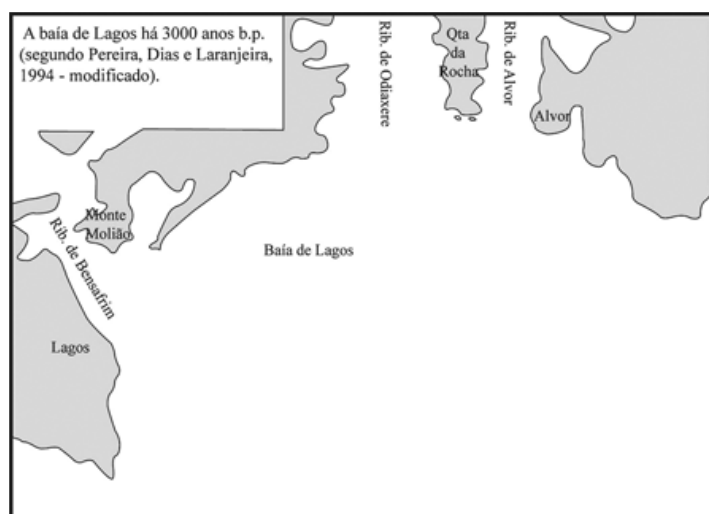 A baía de Lagos há 3000 anos b.p.
(segundo Pereira, Dias e Laranjeira,
1994 - modificado).
Rib. de Odiaxere
Qta
da
Rocha
Rib. de Alvor
Alvor
Monte
Molião
Rib. de Bensafrim
Baía de Lagos
Lagos